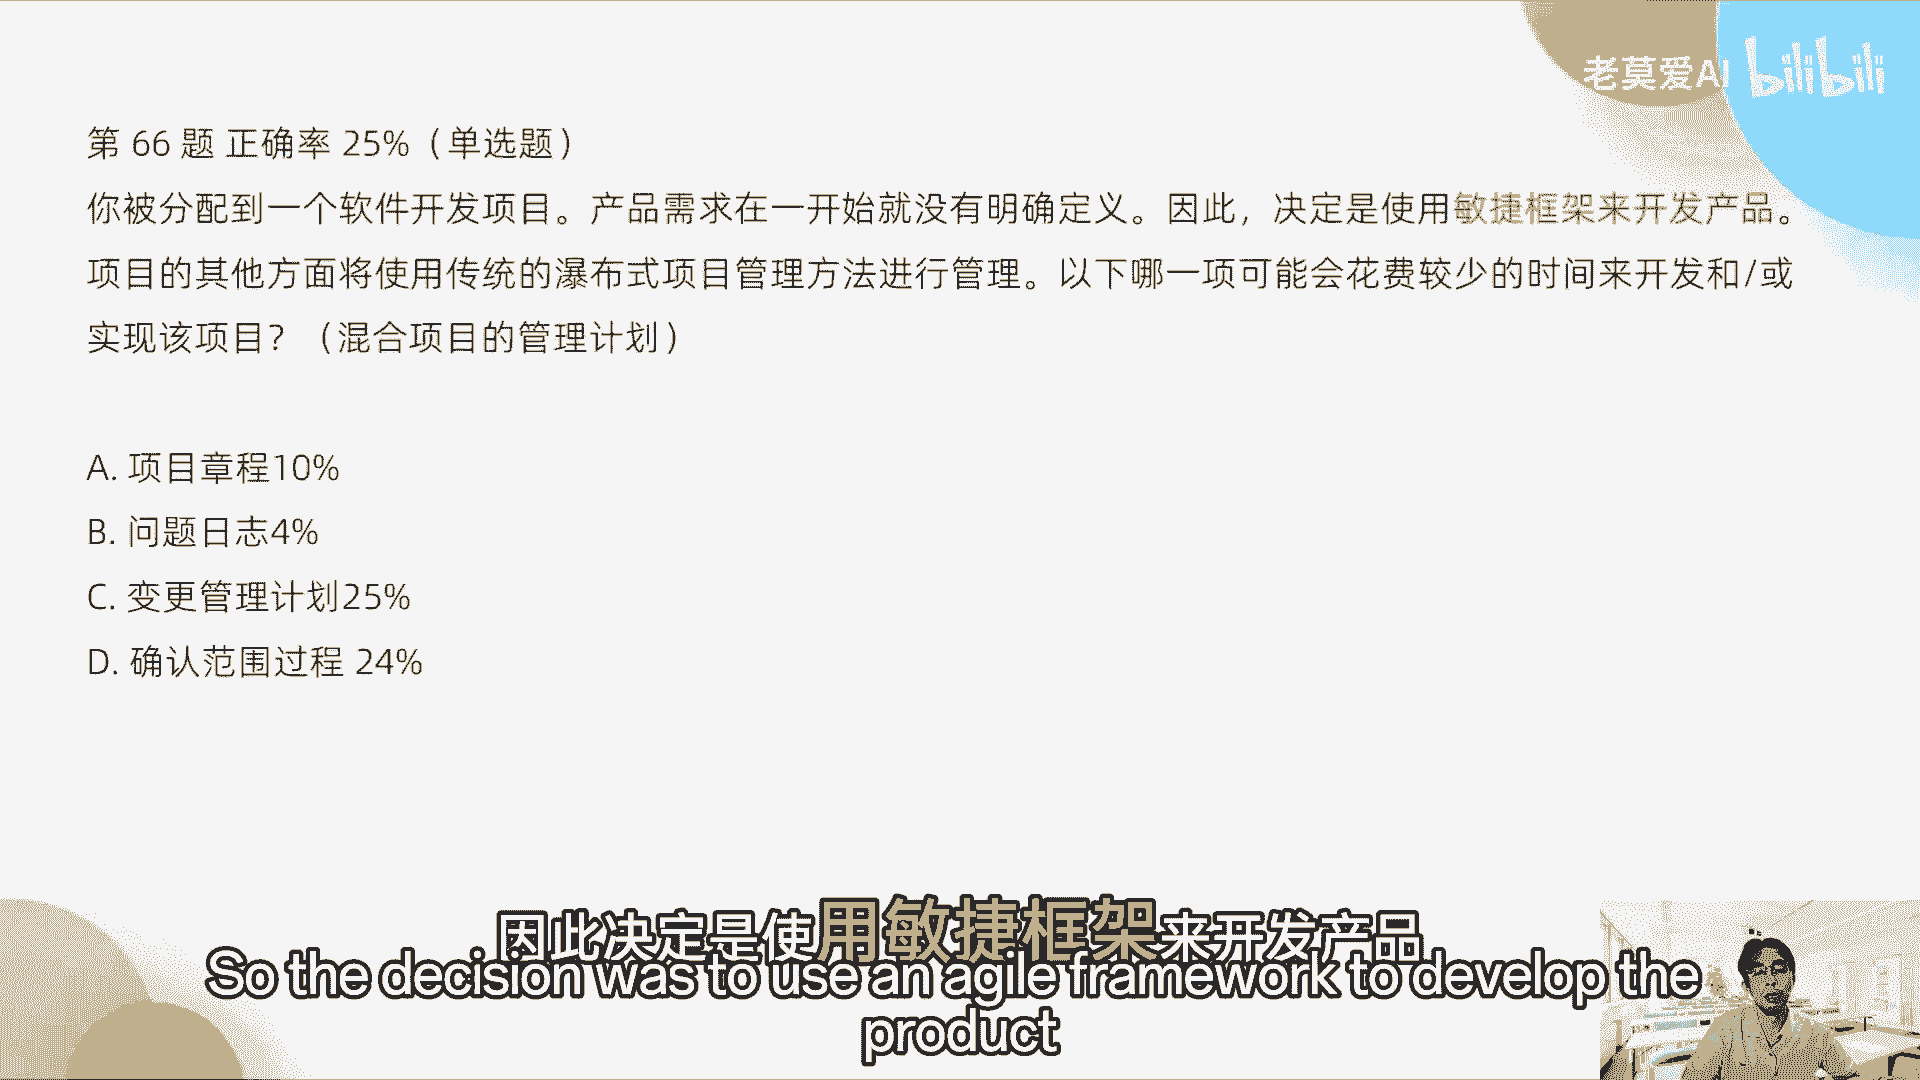 老莫爱AI bilibili
第 66 题 正确率 25%（单选题）
你被分配到一个软件开发项目。产品需求在一开始就没有明确定义。因此，决定是使用敏捷框架来开发产品。
项目的其他方面将使用传统的瀑布式项目管理方法进行管理。以下哪一项可能会花费较少的时间来开发和/或
实现该项目？（混合项目的管理计划）
A. 项目章程10%
B. 问题日志4%
C. 变更管理计划25%
D. 确认范围过程 24%
因此决定是使用敏捷框架来开发产品
So the decision was to use an agile framework to develop the
product